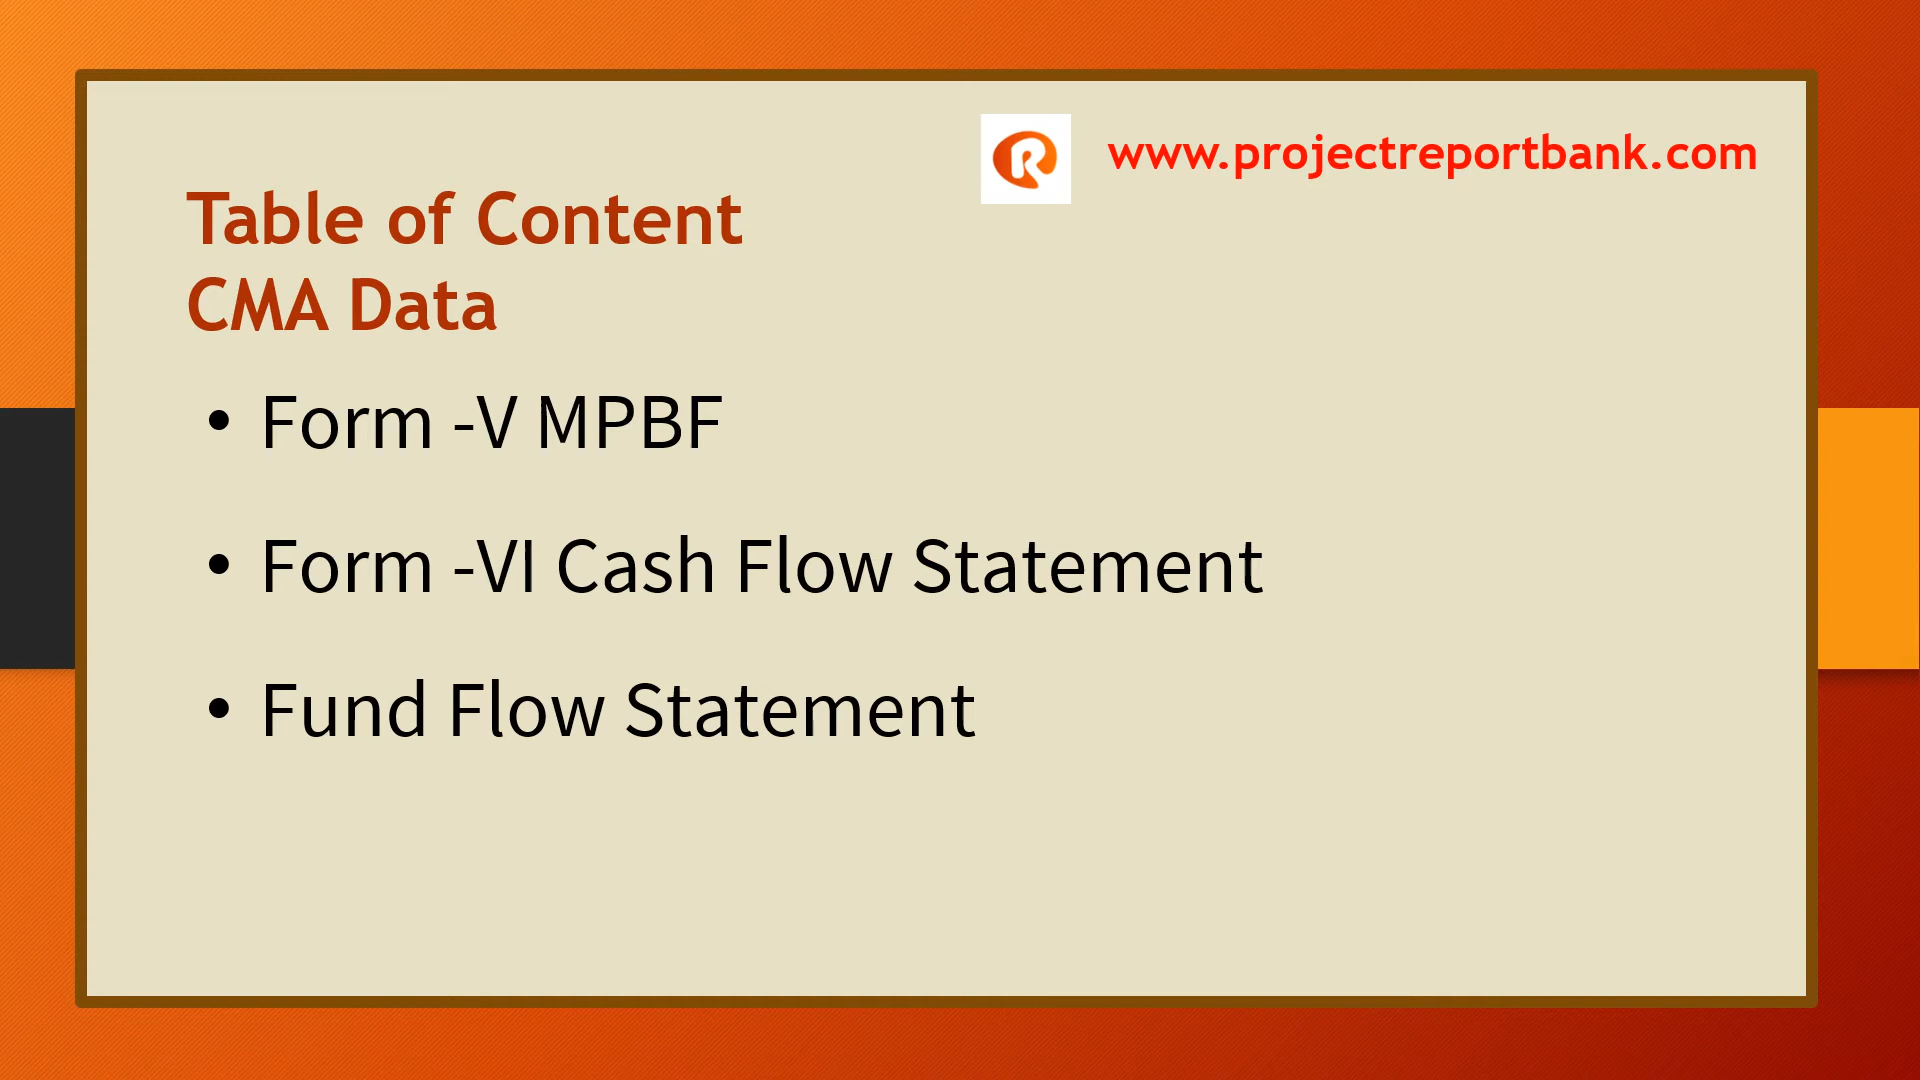 www.projectreportbank.com
Table of Content
CMA Data
• Form -V MPBF
• Form -VI Cash Flow Statement
• Fund Flow Statement